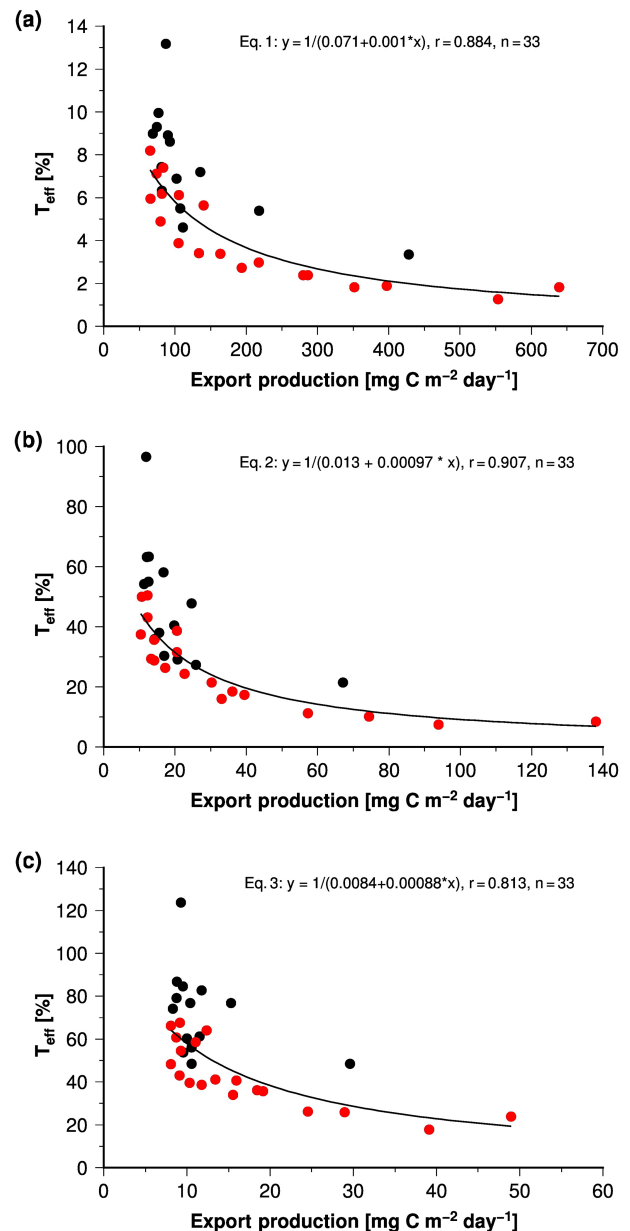 (a)
14
12
10
8
6
4
2
0
T_eff [%]
Eq. 1: y = 1/(0.071+0.001*x), r = 0.884, n = 33
0 100 200 300 400 500 600 700
Export production [mg C m⁻² day⁻¹]
(b)
100
80
60
40
20
0
T_eff [%]
Eq. 2: y = 1/(0.013 + 0.00097 * x), r = 0.907, n = 33
0 20 40 60 80 100 120 140
Export production [mg C m⁻² day⁻¹]
(c)
140
120
100
80
60
40
20
0
T_eff [%]
Eq. 3: y = 1/(0.0084+0.00088*x), r = 0.813, n = 33
0 10 20 30 40 50 60
Export production [mg C m⁻² day⁻¹]